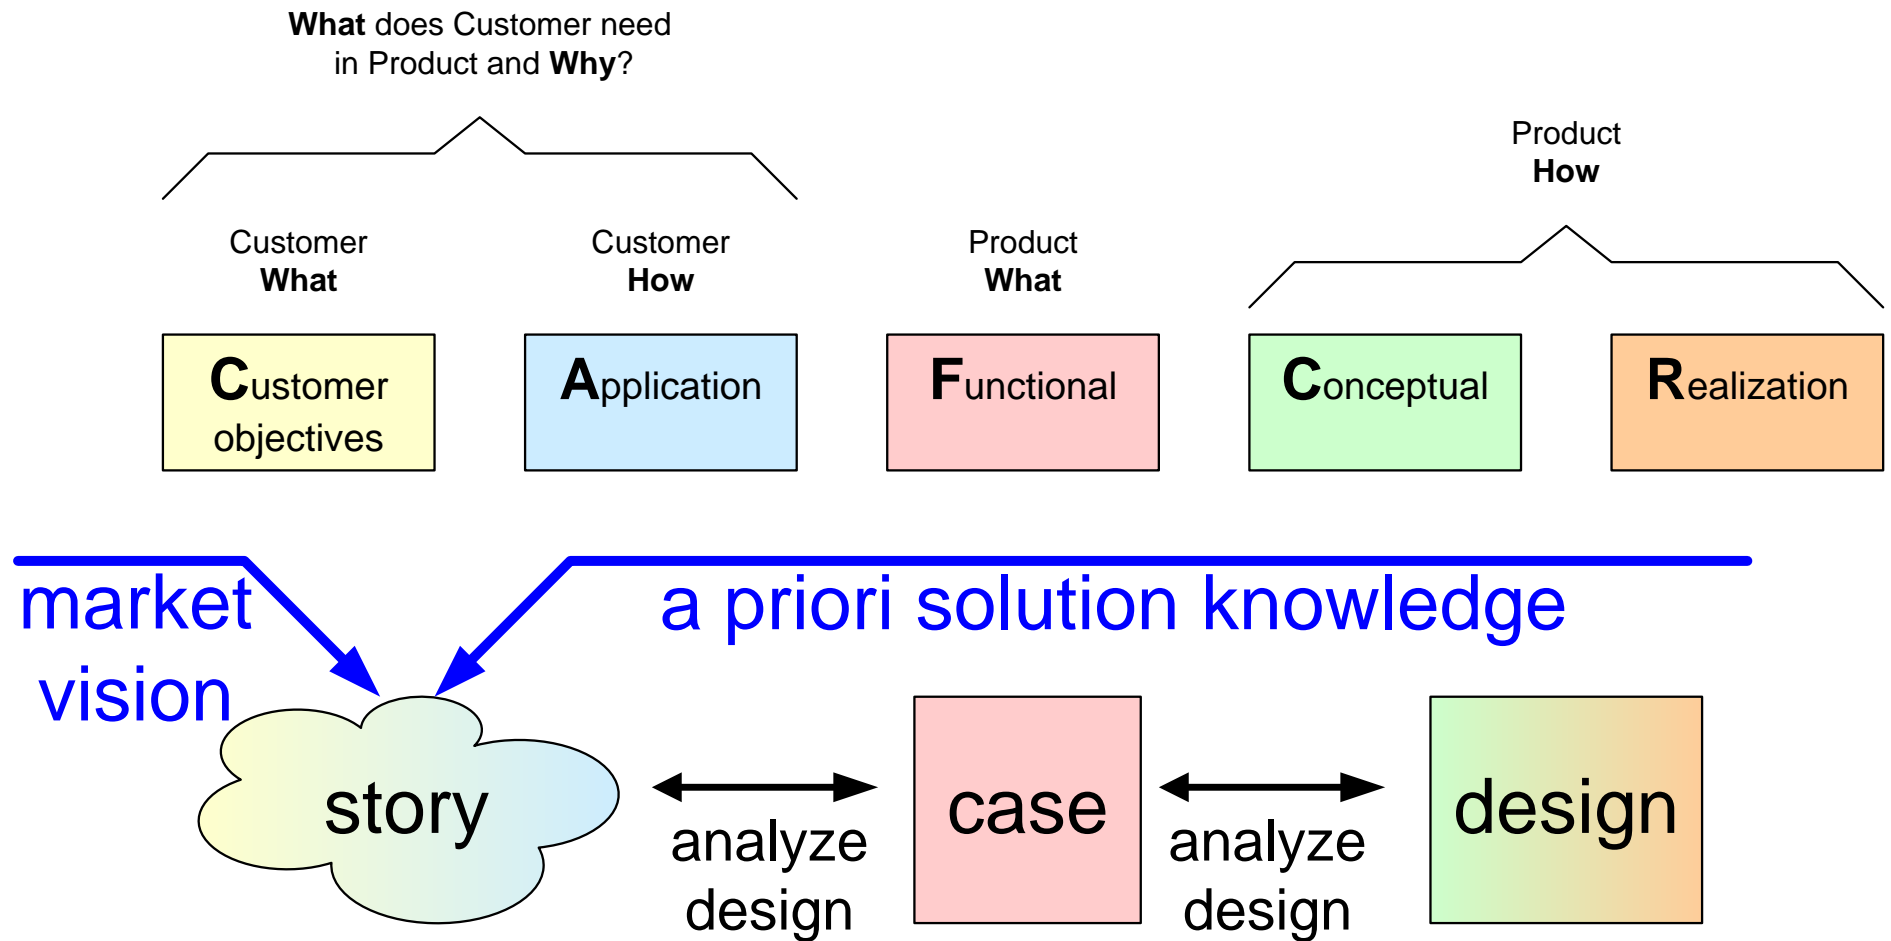 What does Customer need
in Product and Why?
Product
How
Customer
What
Customer
How
Product
What
Customer
objectives
Application
Functional
Conceptual
Realization
market
vision
a priori solution knowledge
story
analyze
design
case
analyze
design
design